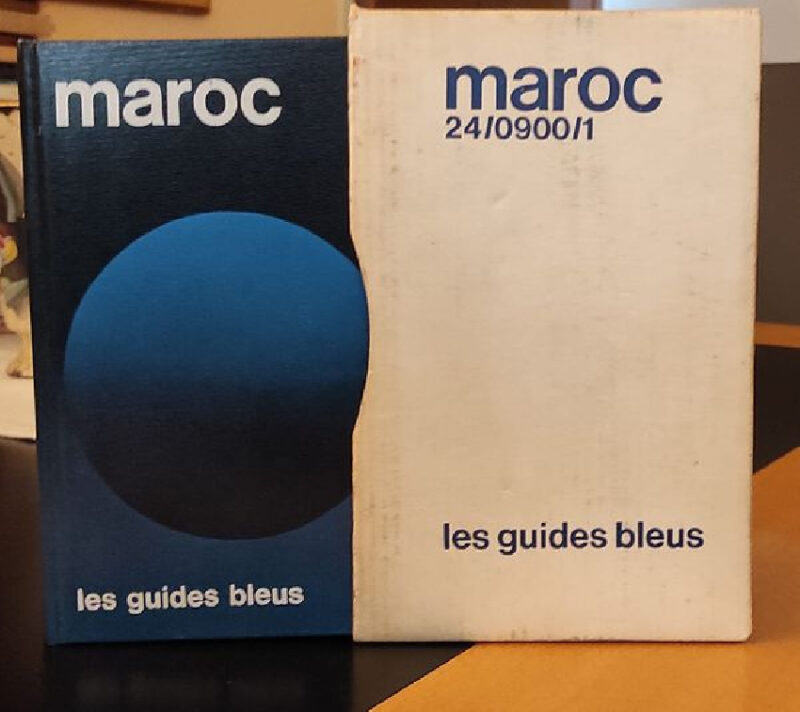 maroc
les guides bleus
maroc
24/0900/1
les guides bleus